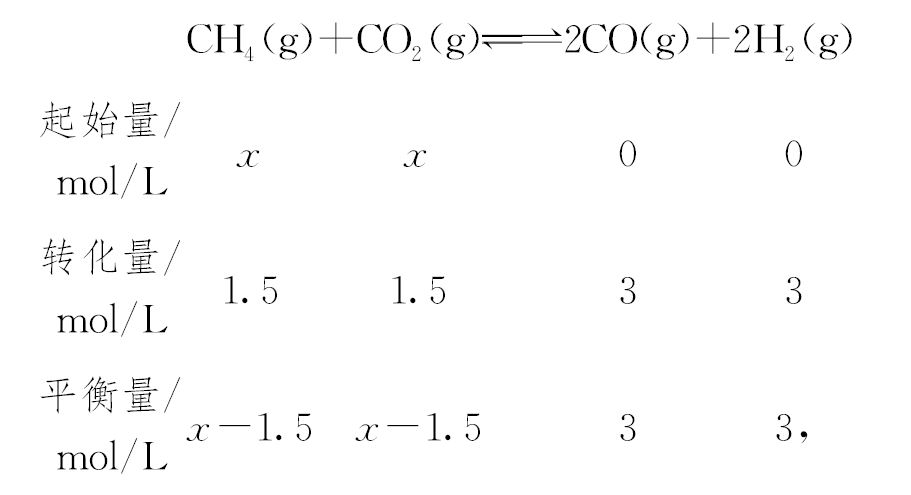 CH₄(g)+CO₂(g)⇌2CO(g)+2H₂(g)
起始量/
mol/L x x 0 0
转化量/
mol/L 1.5 1.5 3 3
平衡量/
mol/L x-1.5 x-1.5 3 3,